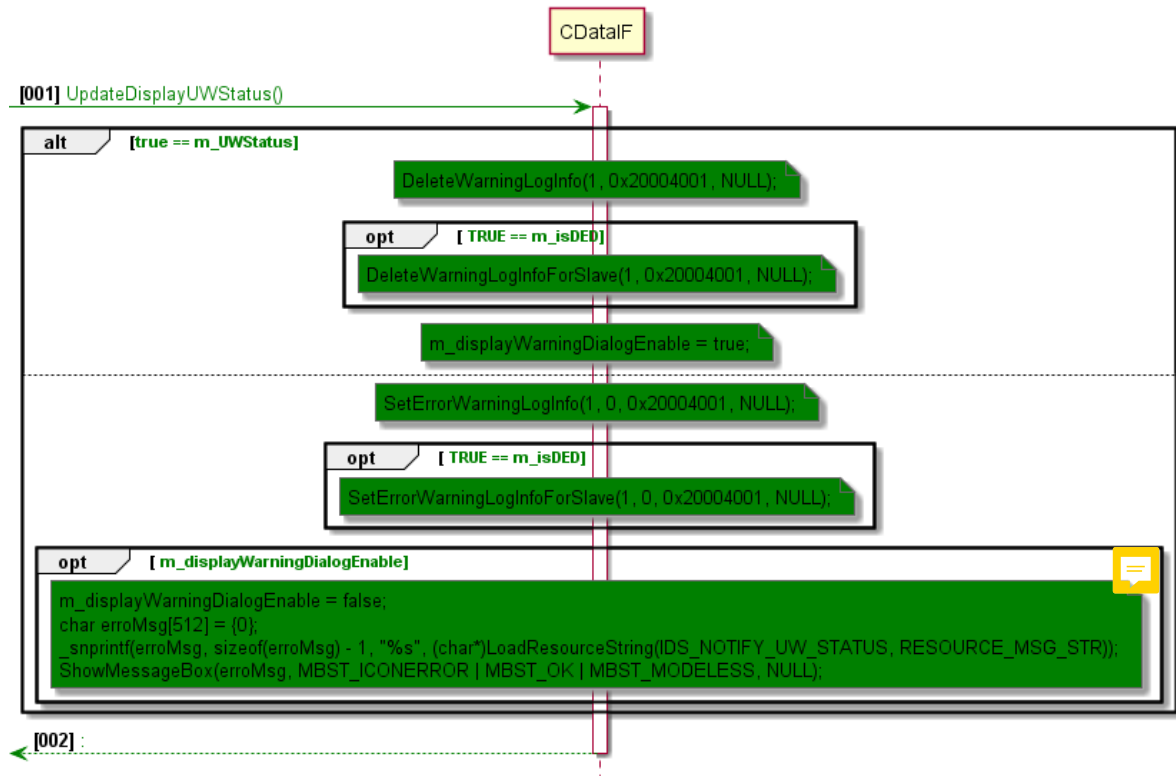 CDataIF
[001] UpdateDisplayUWStatus()
alt [true == m_UWStatus]
DeleteWarningLogInfo(1, 0x20004001, NULL);
opt [ TRUE == m_isDED]
DeleteWarningLogInfoForSlave(1, 0x20004001, NULL);
m_displayWarningDialogEnable = true;
SetErrorWarningLogInfo(1, 0, 0x20004001, NULL);
opt [ TRUE == m_isDED]
SetErrorWarningLogInfoForSlave(1, 0, 0x20004001, NULL);
opt [ m_displayWarningDialogEnable]
m_displayWarningDialogEnable = false;
char erroMsg[512] = {0};
_snprintf(erroMsg, sizeof(erroMsg) - 1, "%s", (char*)LoadResourceString(IDS_NOTIFY_UW_STATUS, RESOURCE_MSG_STR));
ShowMessageBox(erroMsg, MBST_ICONERROR | MBST_OK | MBST_MODELESS, NULL);
[002] :